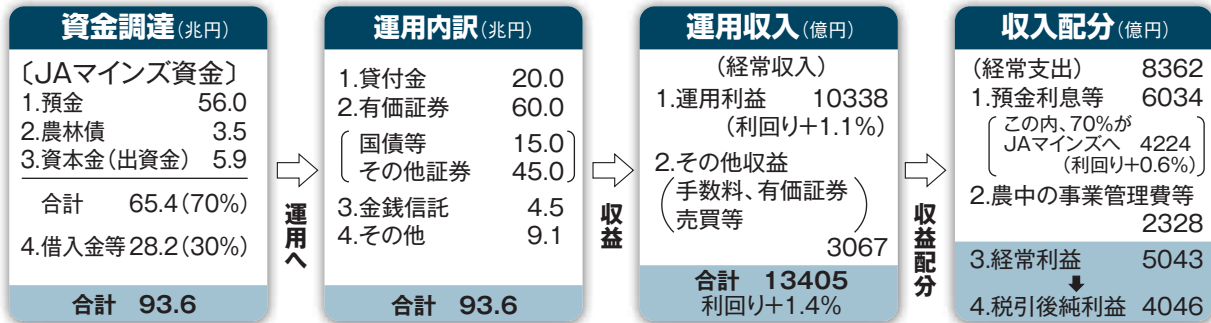 資金調達(兆円)
〔JAマインズ資金〕
1.預金 56.0
2.農林債 3.5
3.資本金(出資金) 5.9
合計 65.4(70%)
4.借入金等28.2(30%)
合計 93.6
運用へ
運用内訳(兆円)
1.貸付金 20.0
2.有価証券 60.0
国債等 15.0
その他証券 45.0
3.金銭信託 4.5
4.その他 9.1
合計 93.6
収益
運用収入(億円)
(経常収入)
1.運用利益 10338
(利回り+1.1%)
2.その他収益
(手数料、有価証券
売買等)
3067
合計 13405
利回り+1.4%
収益配分
収入配分(億円)
(経常支出) 8362
1.預金利息等 6034
この内、70%が
JAマインズへ 4224
(利回り+0.6%)
2.農中の事業管理費等
2328
3.経常利益 5043
4.税引後純利益 4046